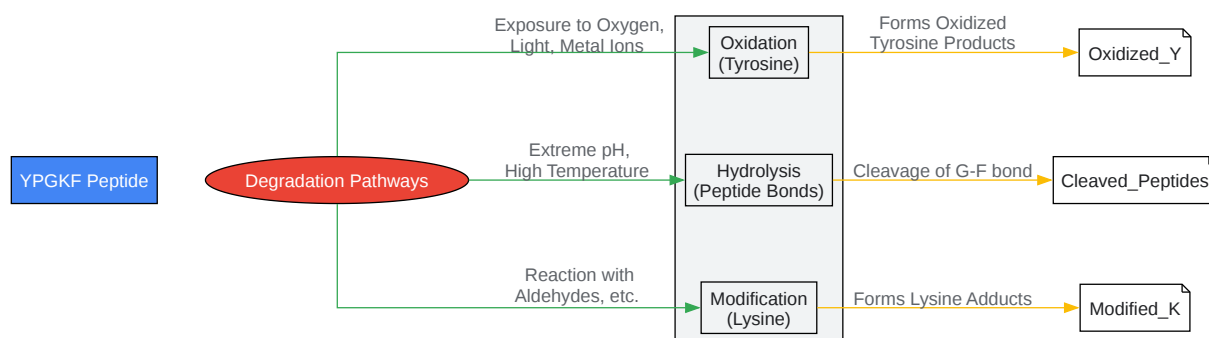 Exposure to Oxygen,
Light, Metal Ions
Oxidation
(Tyrosine)
Forms Oxidized
Tyrosine Products
Oxidized_Y
YPGKF Peptide
Degradation Pathways
Extreme pH,
High Temperature
Hydrolysis
(Peptide Bonds)
Cleavage of G-F bond
Cleaved_Peptides
Reaction with
Aldehydes, etc.
Modification
(Lysine)
Forms Lysine Adducts
Modified_K